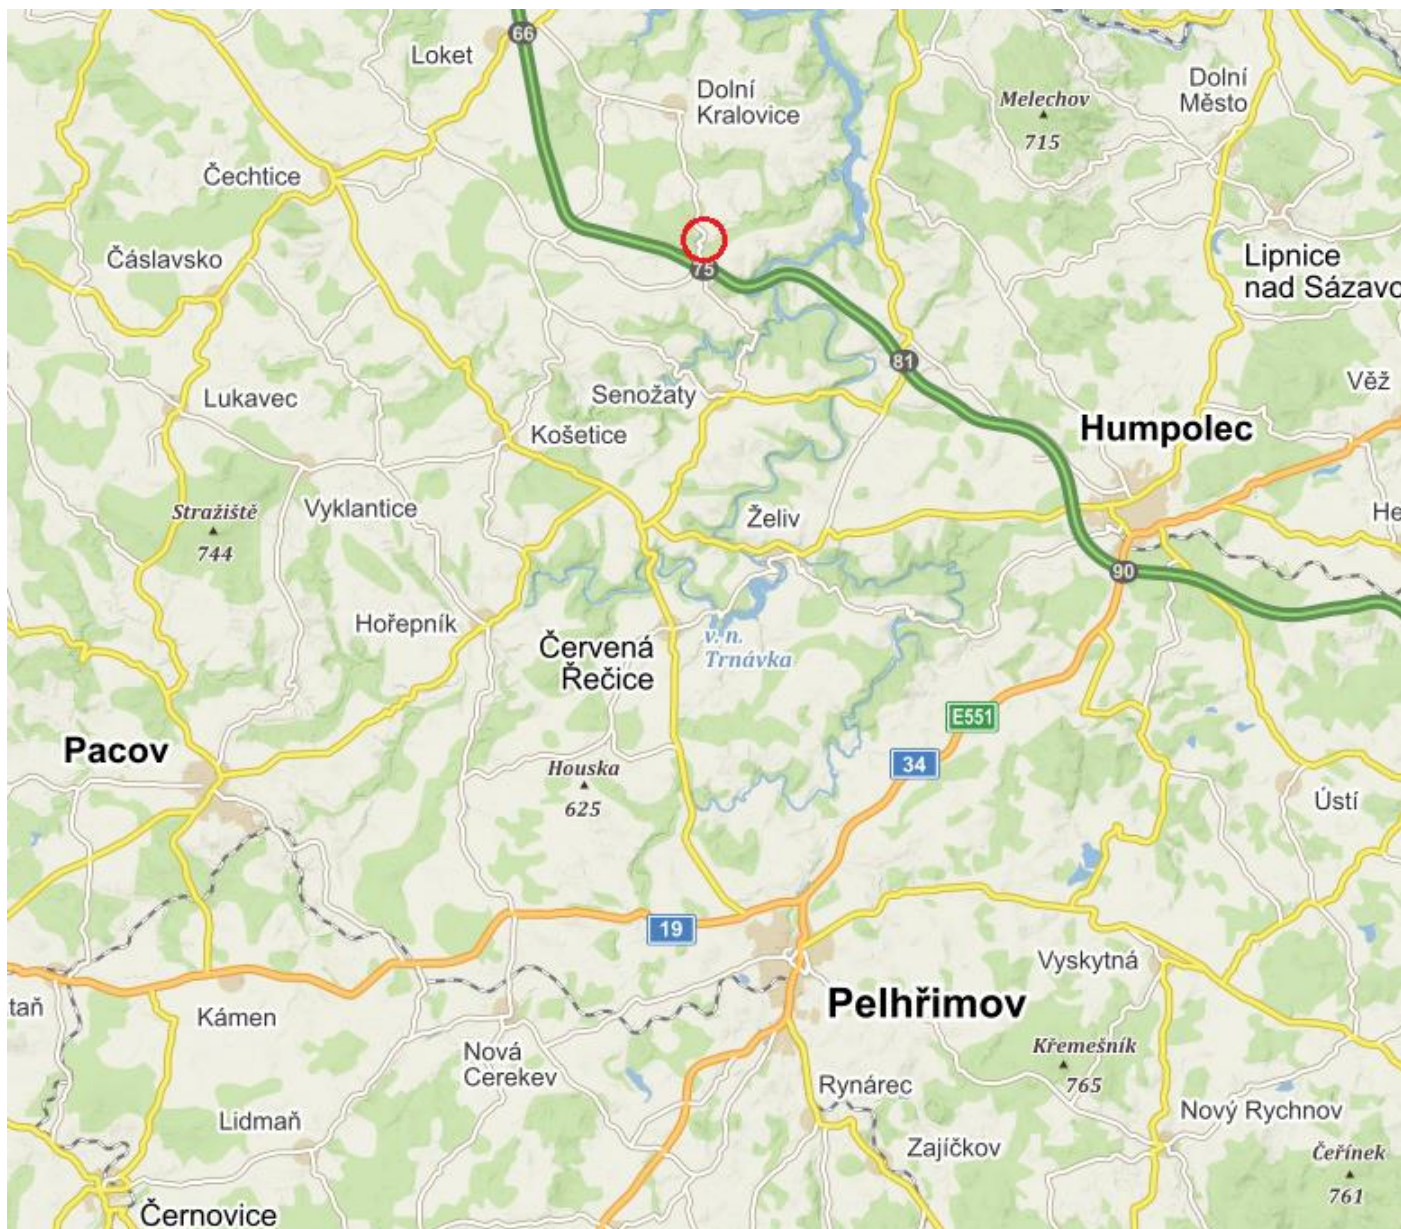 66
Loket
Dolní
Kralovice
Melechov
715
Dolní
Město
Čechtice
Čáslavsko
75
Lipnice
nad Sázavo
81
Věž
Lukavec
Senožaty
Košetice
Humpolec
Stražiště
744
Vyklantice
Želiv
He
90
Hořepník
Červená
Řečice
v. n.
Trnávka
E551
34
Pacov
Houska
625
Ústí
19
Vyskytná
taň
Kámen
Pelhřimov
Nová
Cerekev
Křemešník
765
Rynárec
Nový Rychnov
Lidmaň
Zajíčkov
Čeřínek
761
Černovice